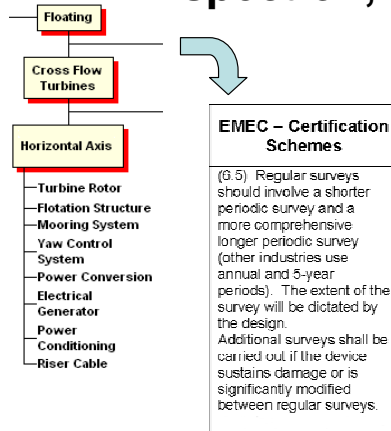 Floating
Cross Flow
Turbines
Horizontal Axis
Turbine Rotor
Flotation Structure
Mooring System
Yaw Control
System
Power Conversion
Electrical
Generator
Power
Conditioning
Riser Cable
EMEC – Certification
Schemes
(6.5) Regular surveys
should involve a shorter
periodic survey and a
more comprehensive
longer periodic survey
(other industries use
annual and 5-year
periods). The extent of the
survey will be dictated by
the design.
Additional surveys shall be
carried out if the device
sustains damage or is
significantly modified
between regular surveys.